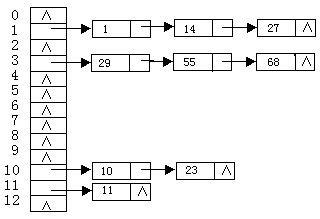 0 ∧
1 1 14 27 ∧
2 ∧
3 29 55 68 ∧
4 ∧
5 ∧
6 ∧
7 ∧
8 ∧
9 ∧
10 10 23 ∧
11 11 ∧
12 ∧